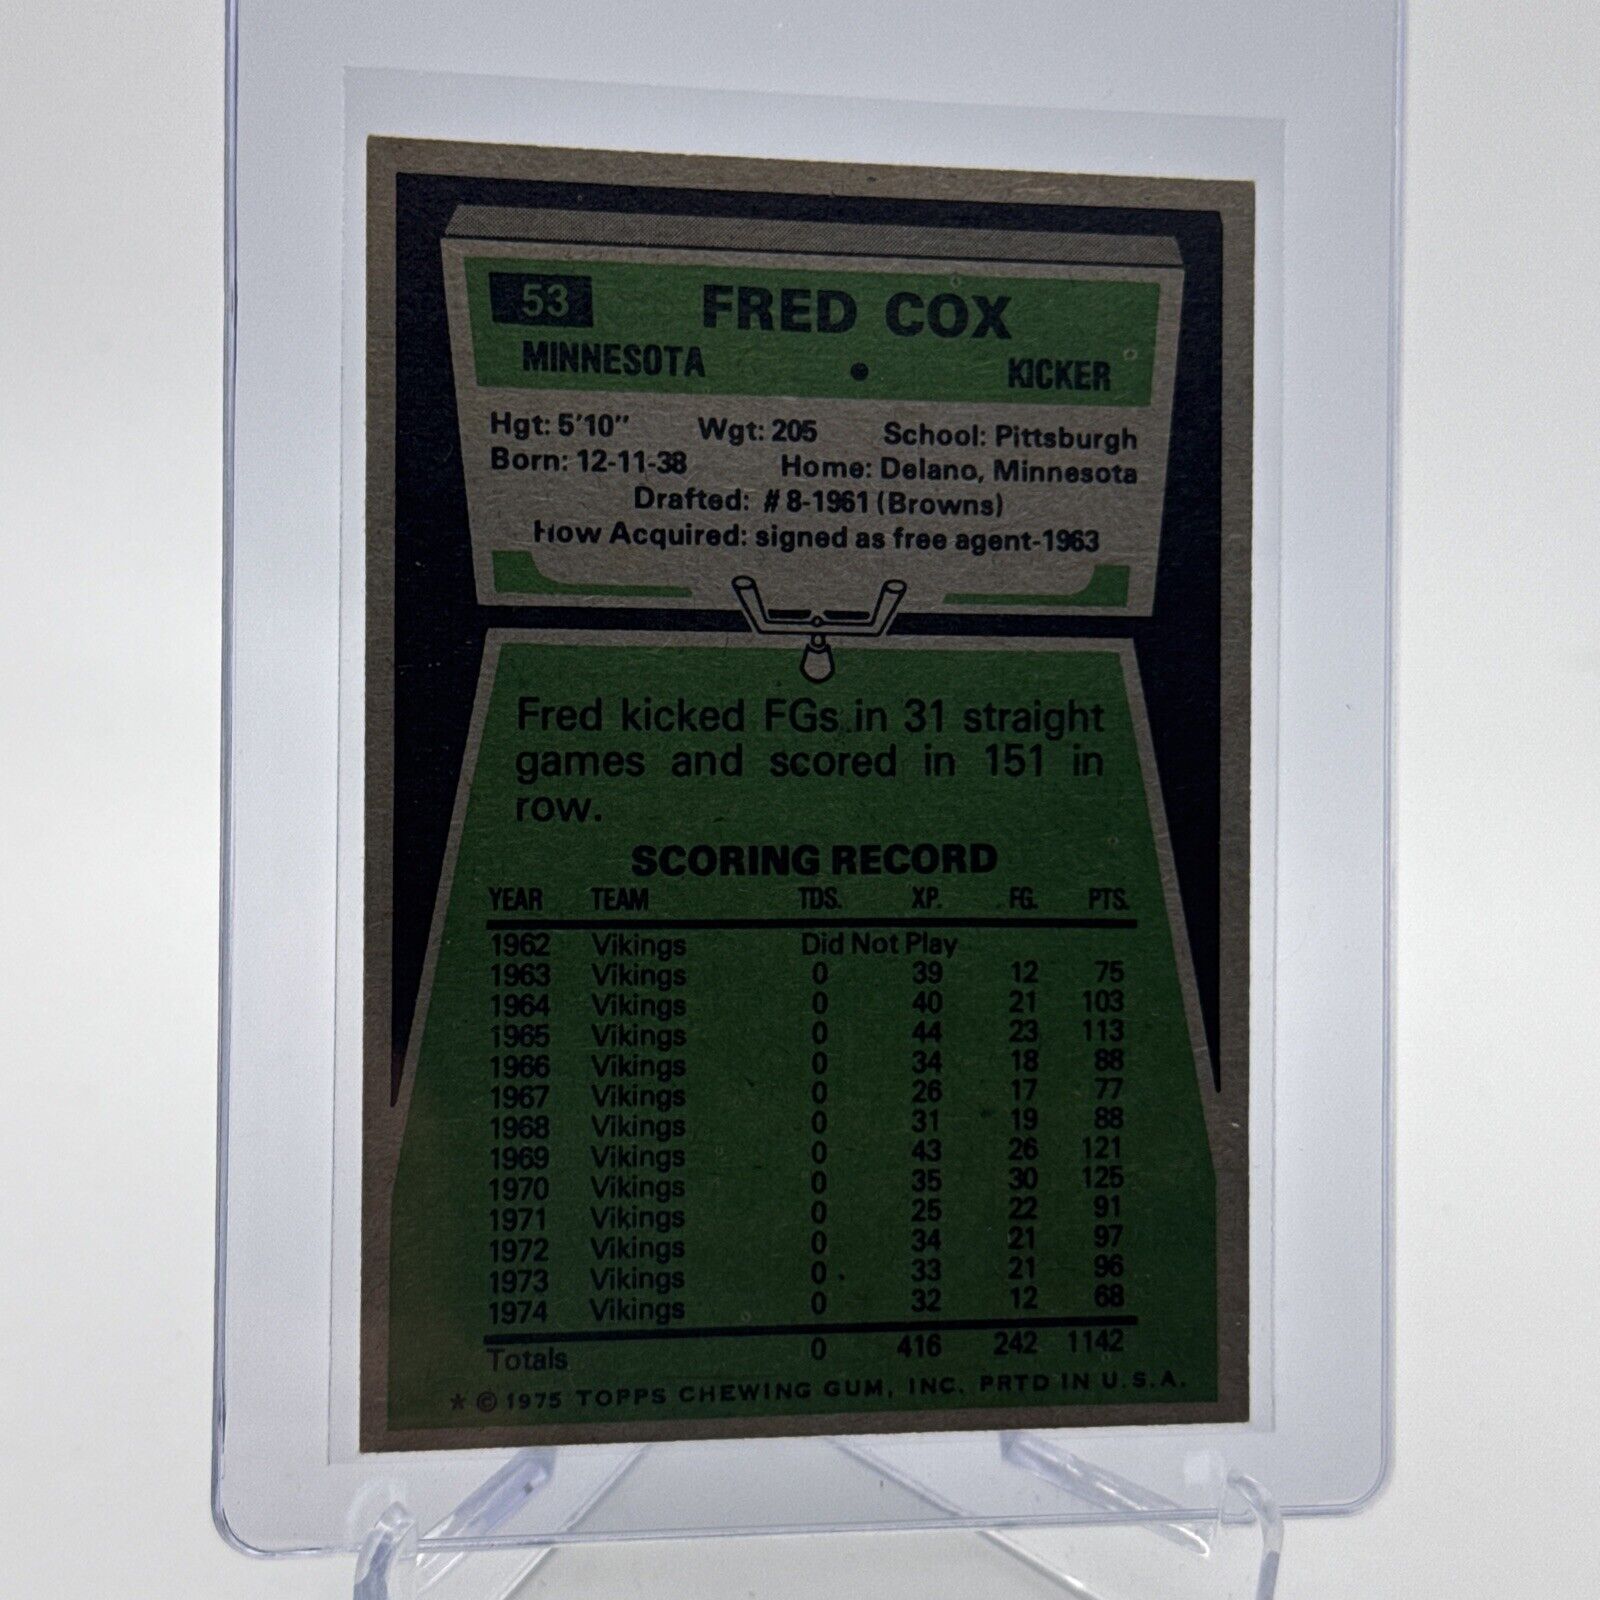 53 FRED COX
MINNESOTA • KICKER
Hgt: 5'10" Wgt: 205 School: Pittsburgh
Born: 12-11-38 Home: Delano, Minnesota
Drafted: #8-1961 (Browns)
How Acquired: signed as free agent-1963
Fred kicked FGs in 31 straight
games and scored in 151 in
row.
SCORING RECORD
YEAR TEAM TDS. XP. FG. PTS.
1962 Vikings Did Not Play
1963 Vikings 0 39 12 75
1964 Vikings 0 40 21 103
1965 Vikings 0 44 23 113
1966 Vikings 0 34 18 88
1967 Vikings 0 26 17 77
1968 Vikings 0 31 19 88
1969 Vikings 0 43 26 121
1970 Vikings 0 35 30 125
1971 Vikings 0 25 22 91
1972 Vikings 0 34 21 97
1973 Vikings 0 33 21 96
1974 Vikings 0 32 12 68
Totals 0 416 242 1142
* © 1975 TOPPS CHEWING GUM, INC. PRTD IN U.S.A.